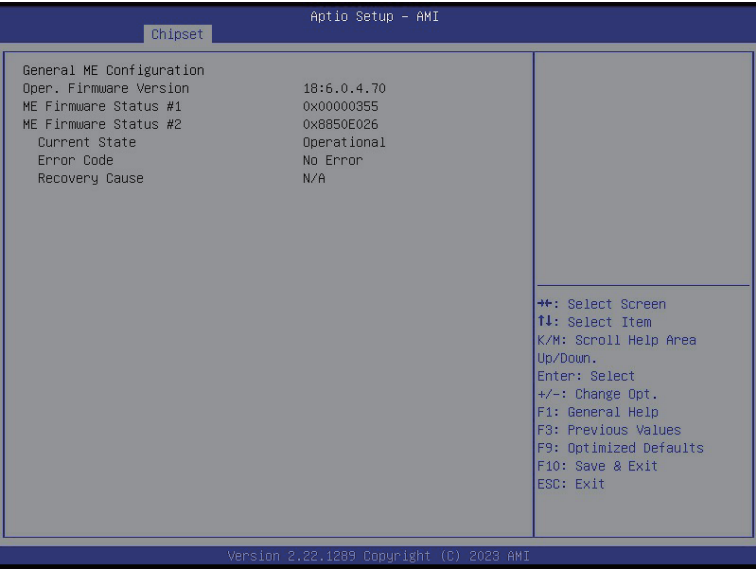 Aptio Setup – AMI
Chipset
General ME Configuration
Oper. Firmware Version 18:6.0.4.70
ME Firmware Status #1 0x00000355
ME Firmware Status #2 0x8850E026
Current State Operational
Error Code No Error
Recovery Cause N/A
→←: Select Screen
↑↓: Select Item
K/M: Scroll Help Area
Up/Down.
Enter: Select
+/-: Change Opt.
F1: General Help
F3: Previous Values
F9: Optimized Defaults
F10: Save & Exit
ESC: Exit
Version 2.22.1289 Copyright (C) 2023 AMI